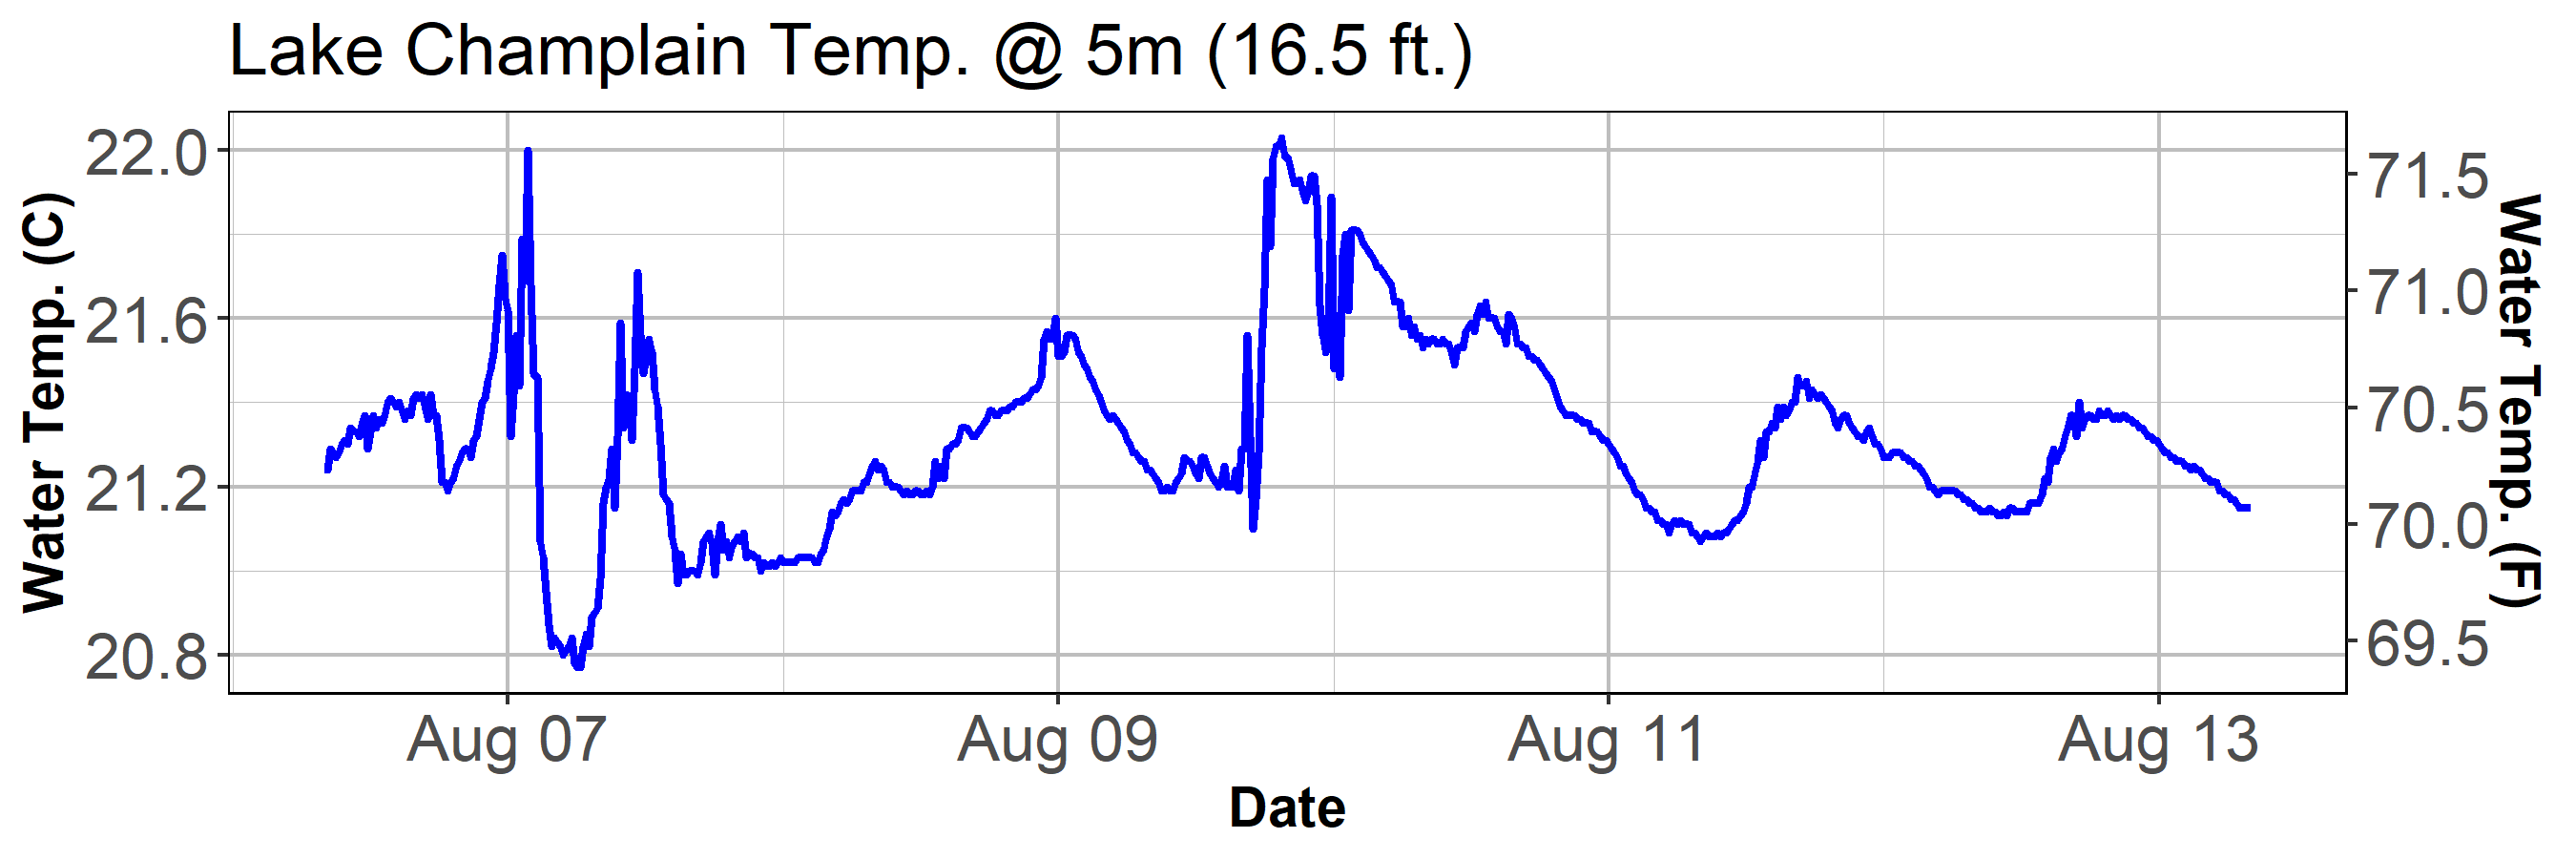 Lake Champlain Temp. @ 5m (16.5 ft.)
Water Temp. (C)
22.0
21.6
21.2
20.8
71.5
71.0
70.5
70.0
69.5
Water Temp. (F)
Aug 07
Aug 09
Aug 11
Aug 13
Date